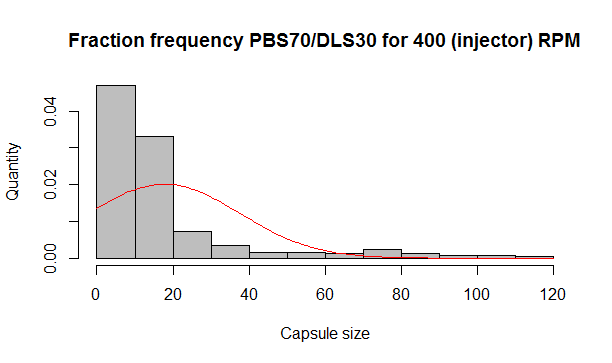 Fraction frequency PBS70/DLS30 for 400 (injector) RPM
Quantity
0.04
0.02
0.00
0 20 40 60 80 100 120
Capsule size